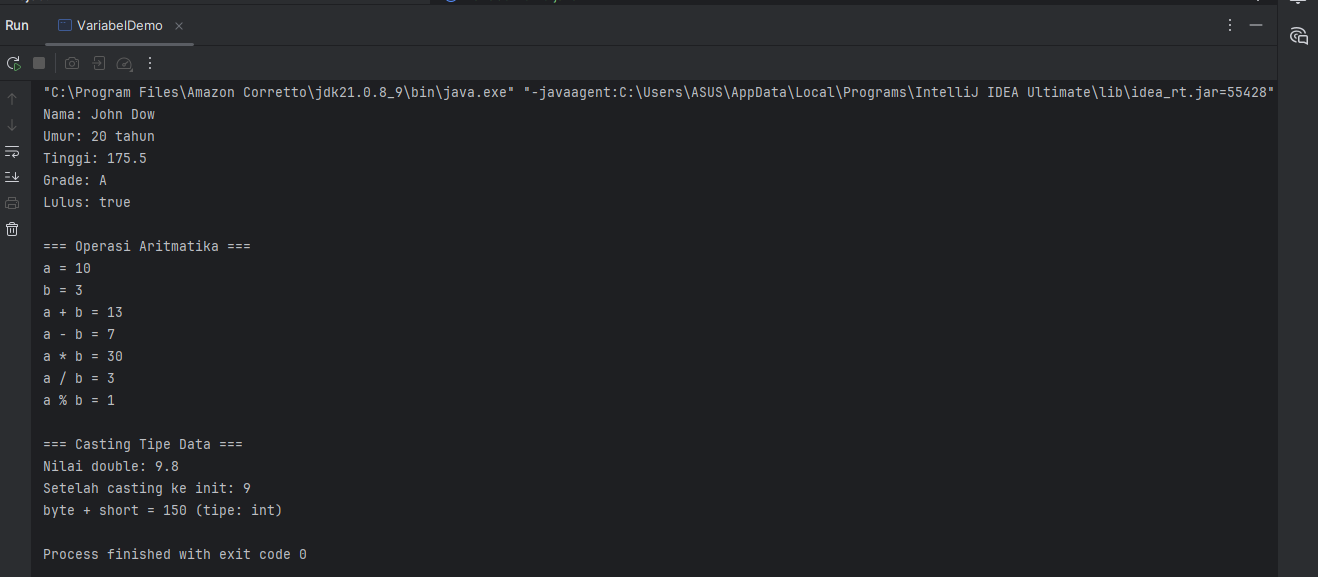 Run VariabelDemo
"C:\Program Files\Amazon Corretto\jdk21.0.8_9\bin\java.exe" "-javaagent:C:\Users\ASUS\AppData\Local\Programs\IntelliJ IDEA Ultimate\lib\idea_rt.jar=55428"
Nama: John Dow
Umur: 20 tahun
Tinggi: 175.5
Grade: A
Lulus: true
=== Operasi Aritmatika ===
a = 10
b = 3
a + b = 13
a - b = 7
a * b = 30
a / b = 3
a % b = 1
=== Casting Tipe Data ===
Nilai double: 9.8
Setelah casting ke init: 9
byte + short = 150 (tipe: int)
Process finished with exit code 0